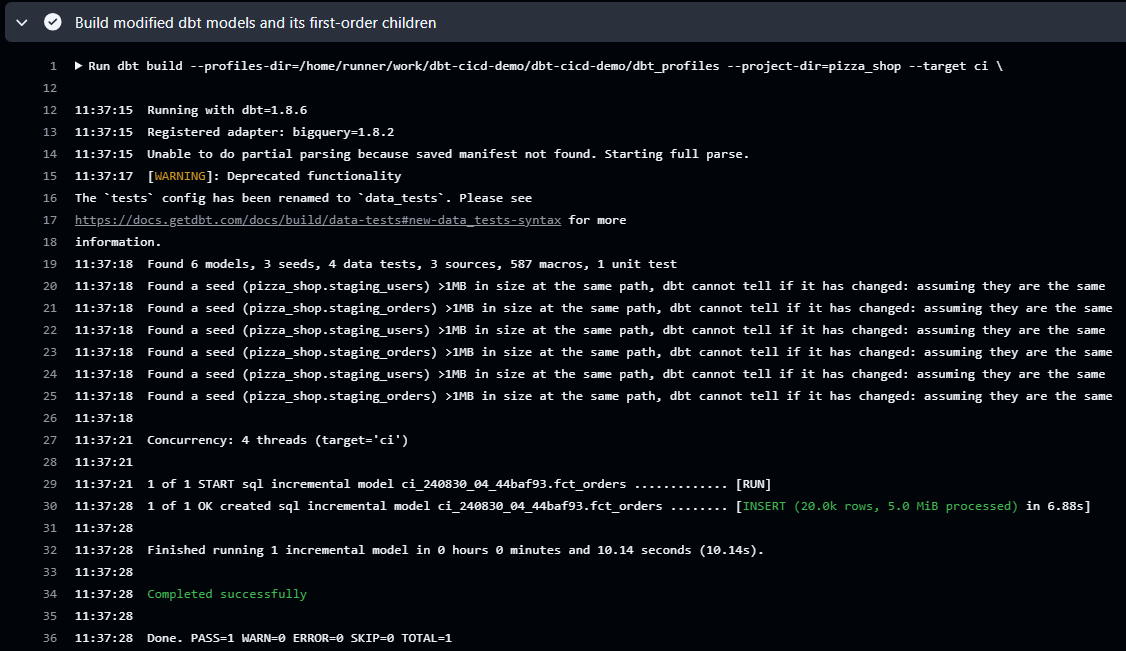 Build modified dbt models and its first-order children
1 ▶ Run dbt build --profiles-dir=/home/runner/work/dbt-cicd-demo/dbt-cicd-demo/dbt_profiles --project-dir=pizza_shop --target ci \
12
12 11:37:15 Running with dbt=1.8.6
13 11:37:15 Registered adapter: bigquery=1.8.2
14 11:37:15 Unable to do partial parsing because saved manifest not found. Starting full parse.
15 11:37:17 [WARNING]: Deprecated functionality
16 The `tests` config has been renamed to `data_tests`. Please see
17 https://docs.getdbt.com/docs/build/data-tests#new-data_tests-syntax for more
18 information.
19 11:37:18 Found 6 models, 3 seeds, 4 data tests, 3 sources, 587 macros, 1 unit test
20 11:37:18 Found a seed (pizza_shop.staging_users) >1MB in size at the same path, dbt cannot tell if it has changed: assuming they are the same
21 11:37:18 Found a seed (pizza_shop.staging_orders) >1MB in size at the same path, dbt cannot tell if it has changed: assuming they are the same
22 11:37:18 Found a seed (pizza_shop.staging_users) >1MB in size at the same path, dbt cannot tell if it has changed: assuming they are the same
23 11:37:18 Found a seed (pizza_shop.staging_orders) >1MB in size at the same path, dbt cannot tell if it has changed: assuming they are the same
24 11:37:18 Found a seed (pizza_shop.staging_users) >1MB in size at the same path, dbt cannot tell if it has changed: assuming they are the same
25 11:37:18 Found a seed (pizza_shop.staging_orders) >1MB in size at the same path, dbt cannot tell if it has changed: assuming they are the same
26 11:37:18
27 11:37:21 Concurrency: 4 threads (target='ci')
28 11:37:21
29 11:37:21 1 of 1 START sql incremental model ci_240830_04_44baf93.fct_orders ............. [RUN]
30 11:37:28 1 of 1 OK created sql incremental model ci_240830_04_44baf93.fct_orders ........ [INSERT (20.0k rows, 5.0 MiB processed) in 6.88s]
31 11:37:28
32 11:37:28 Finished running 1 incremental model in 0 hours 0 minutes and 10.14 seconds (10.14s).
33 11:37:28
34 11:37:28 Completed successfully
35 11:37:28
36 11:37:28 Done. PASS=1 WARN=0 ERROR=0 SKIP=0 TOTAL=1